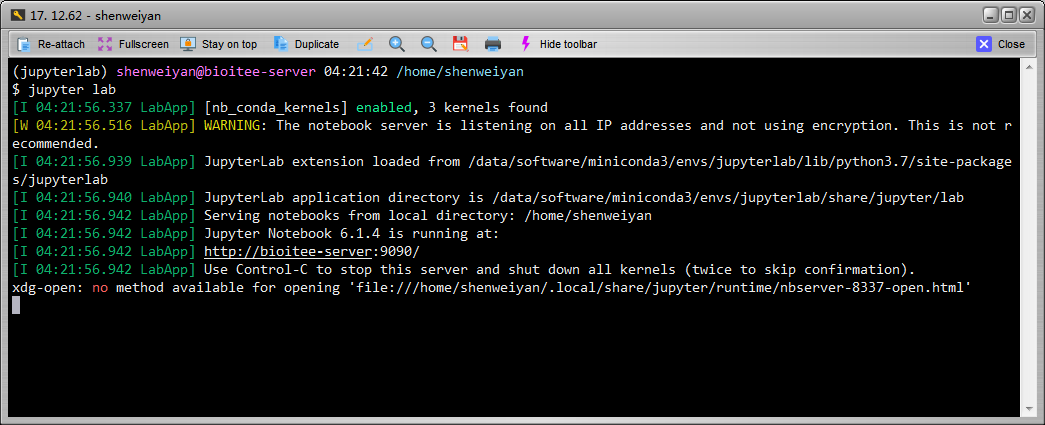 17. 12.62 - shenweiyan
Re-attach Fullscreen Stay on top Duplicate Hide toolbar Close
(jupyterlab) shenweiyan@bioitee-server 04:21:42 /home/shenweiyan
$ jupyter lab
[I 04:21:56.337 LabApp] [nb_conda_kernels] enabled, 3 kernels found
[W 04:21:56.516 LabApp] WARNING: The notebook server is listening on all IP addresses and not using encryption. This is not r
ecommended.
[I 04:21:56.939 LabApp] JupyterLab extension loaded from /data/software/miniconda3/envs/jupyterlab/lib/python3.7/site-package
s/jupyterlab
[I 04:21:56.940 LabApp] JupyterLab application directory is /data/software/miniconda3/envs/jupyterlab/share/jupyter/lab
[I 04:21:56.942 LabApp] Serving notebooks from local directory: /home/shenweiyan
[I 04:21:56.942 LabApp] Jupyter Notebook 6.1.4 is running at:
[I 04:21:56.942 LabApp] http://bioitee-server:9090/
[I 04:21:56.942 LabApp] Use Control-C to stop this server and shut down all kernels (twice to skip confirmation).
xdg-open: no method available for opening 'file:///home/shenweiyan/.local/share/jupyter/runtime/nbserver-8337-open.html'